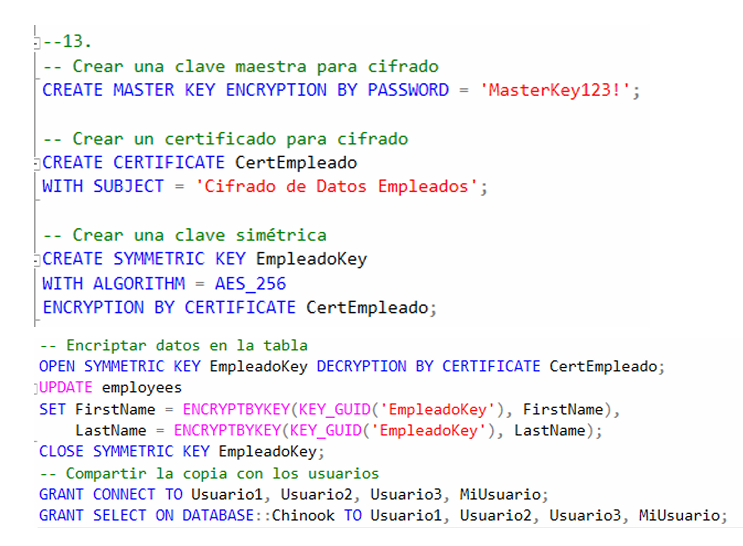 --13.
-- Crear una clave maestra para cifrado
CREATE MASTER KEY ENCRYPTION BY PASSWORD = 'MasterKey123!';
-- Crear un certificado para cifrado
CREATE CERTIFICATE CertEmpleado
WITH SUBJECT = 'Cifrado de Datos Empleados';
-- Crear una clave simétrica
CREATE SYMMETRIC KEY EmpleadoKey
WITH ALGORITHM = AES_256
ENCRYPTION BY CERTIFICATE CertEmpleado;
-- Encriptar datos en la tabla
OPEN SYMMETRIC KEY EmpleadoKey DECRYPTION BY CERTIFICATE CertEmpleado;
UPDATE employees
SET FirstName = ENCRYPTBYKEY(KEY_GUID('EmpleadoKey'), FirstName),
    LastName = ENCRYPTBYKEY(KEY_GUID('EmpleadoKey'), LastName);
CLOSE SYMMETRIC KEY EmpleadoKey;
-- Compartir la copia con los usuarios
GRANT CONNECT TO Usuario1, Usuario2, Usuario3, MiUsuario;
GRANT SELECT ON DATABASE::Chinook TO Usuario1, Usuario2, Usuario3, MiUsuario;